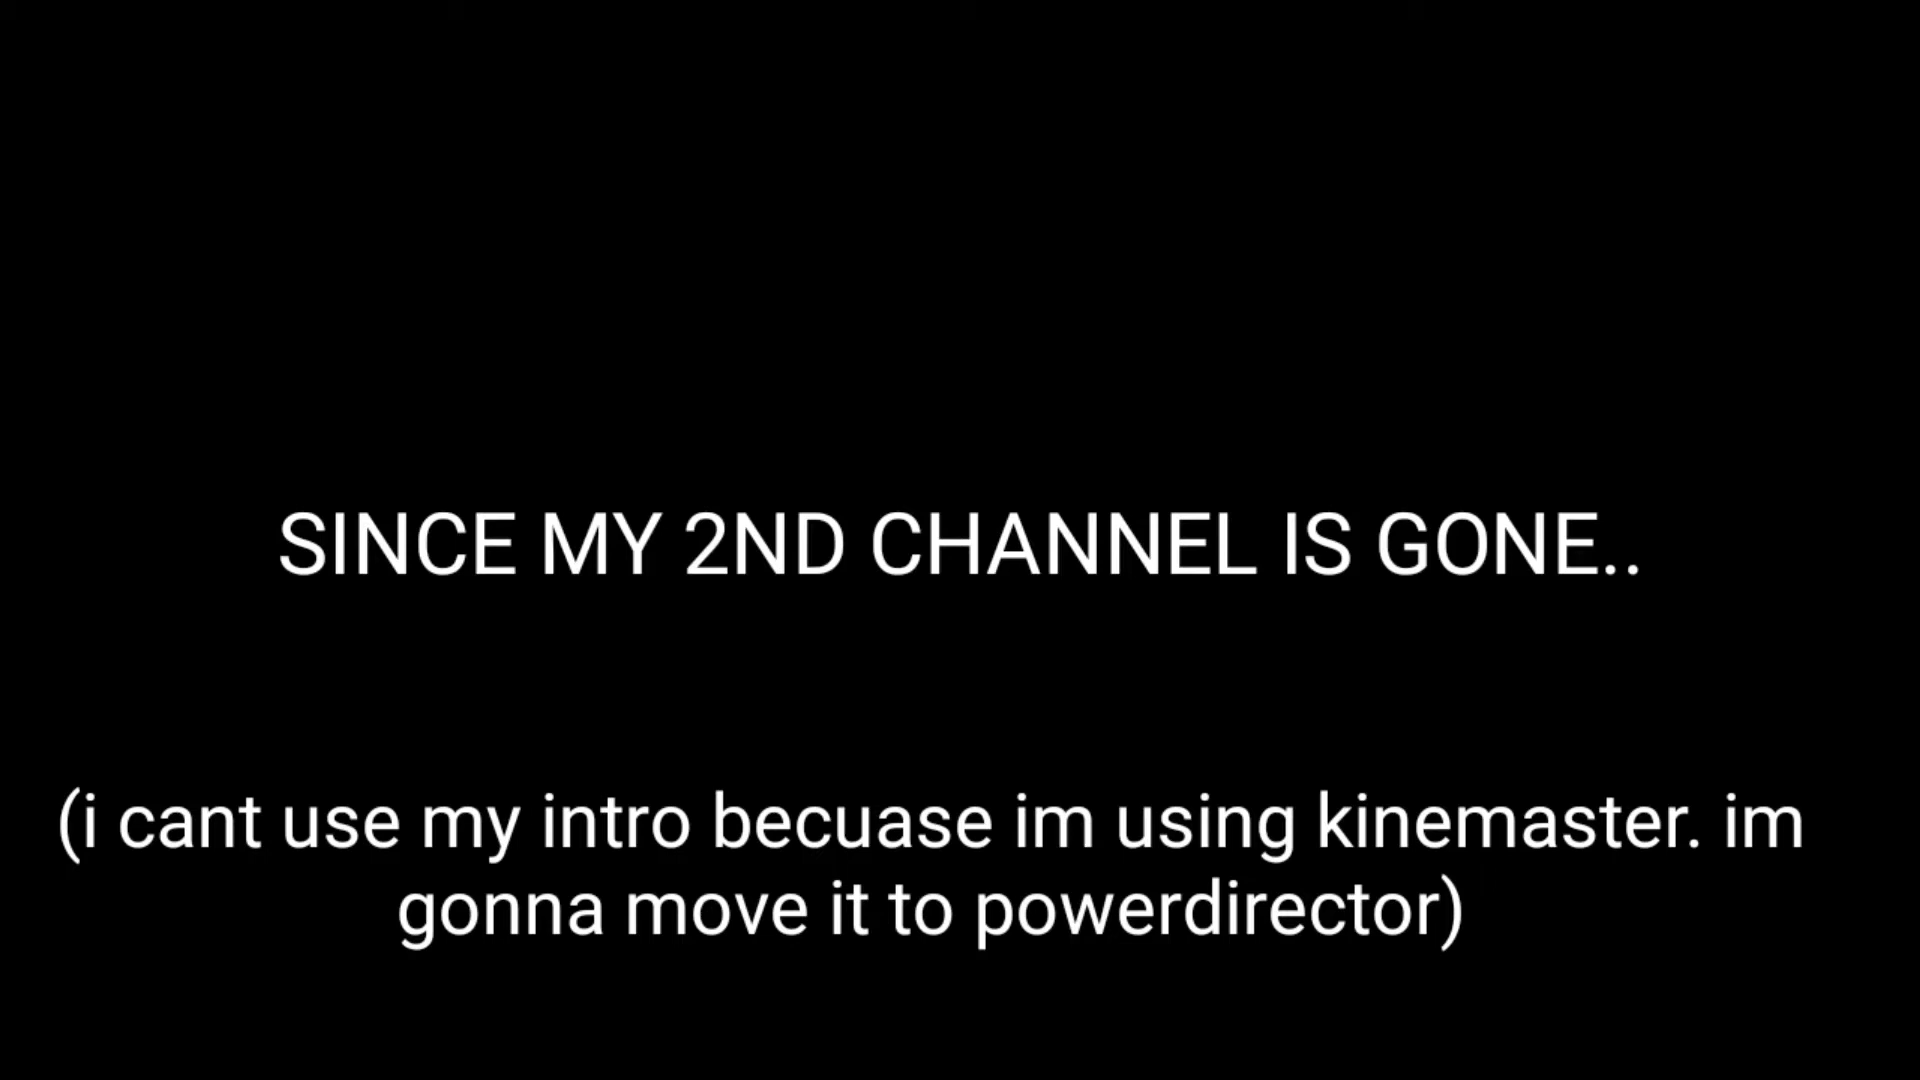 SINCE MY 2ND CHANNEL IS GONE..
(i cant use my intro becuase im using kinemaster. im
gonna move it to powerdirector)